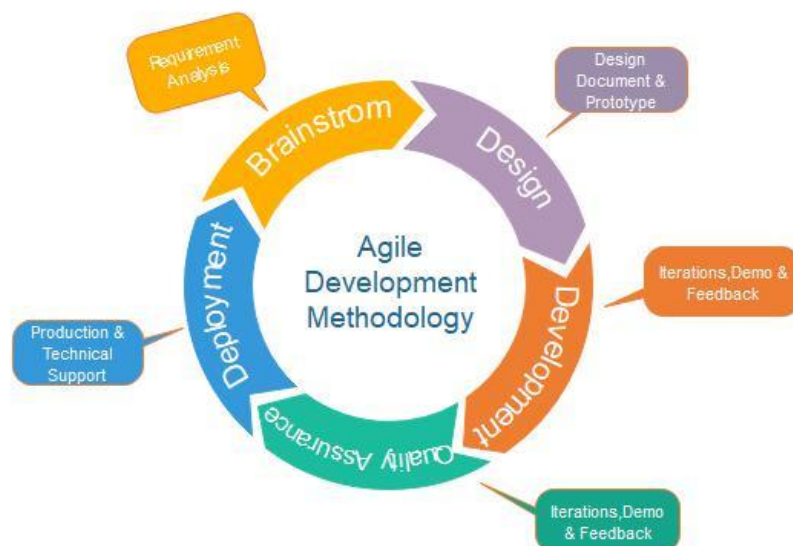 Requirement
Analysis
Brainstrom
Design
Document &
Prototype
Design
Agile
Development
Methodology
Iterations,Demo &
Feedback
Development
Production &
Technical
Support
Deployment
Quality Assurance
Iterations,Demo
& Feedback